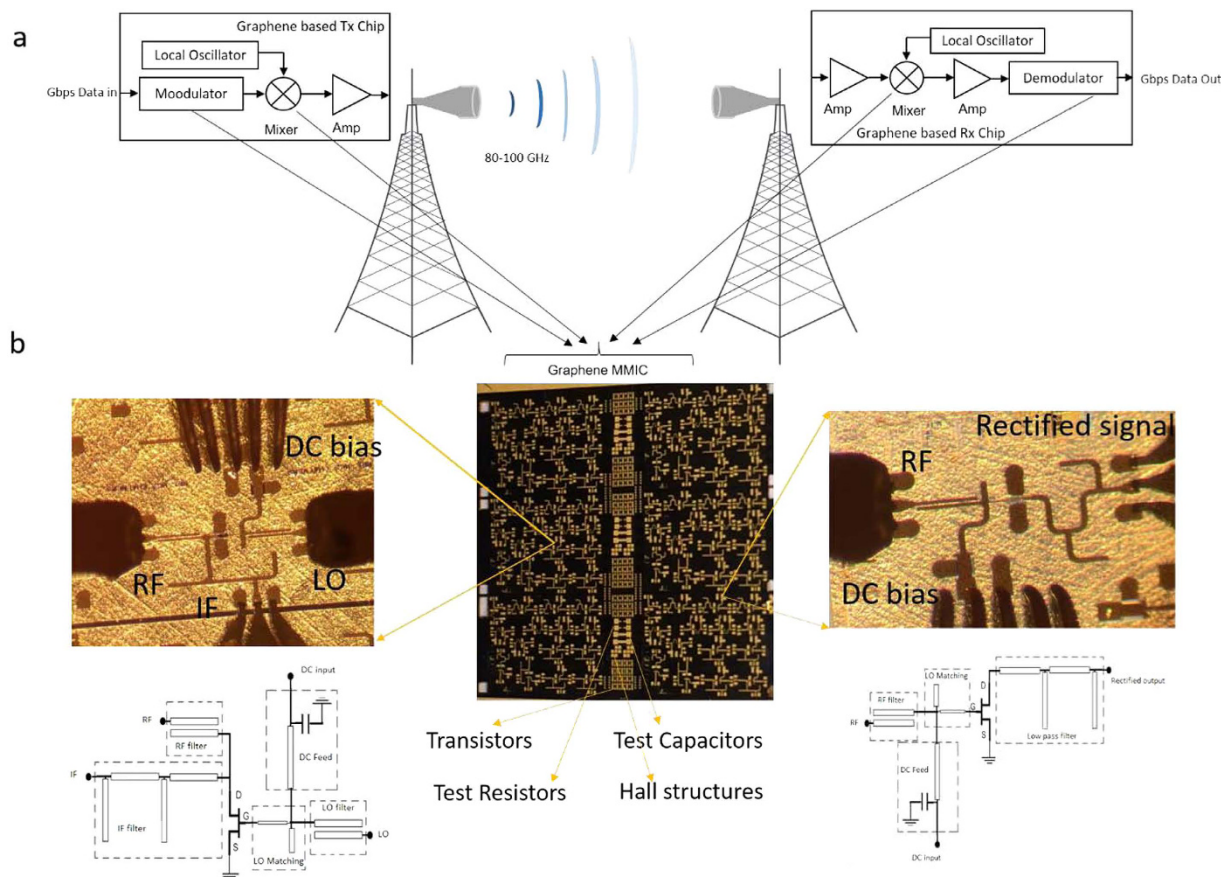 a
Graphene based Tx Chip
Local Oscillator
Gbps Data in
Moodulator
Mixer
Amp
80-100 GHz
Local Oscillator
Amp
Mixer
Amp
Demodulator
Gbps Data Out
Graphene based Rx Chip
b
Graphene MMIC
DC bias
RF
IF
LO
Rectified signal
RF
DC bias
Transistors
Test Capacitors
Test Resistors
Hall structures
DC input
RF
RF filter
DC Feed
IF
IF filter
D
G
S
LO filter
LO
LO Matching
LO Matching
RF filter
RF
D
G
S
Rectified output
Low pass filter
DC Feed
DC input